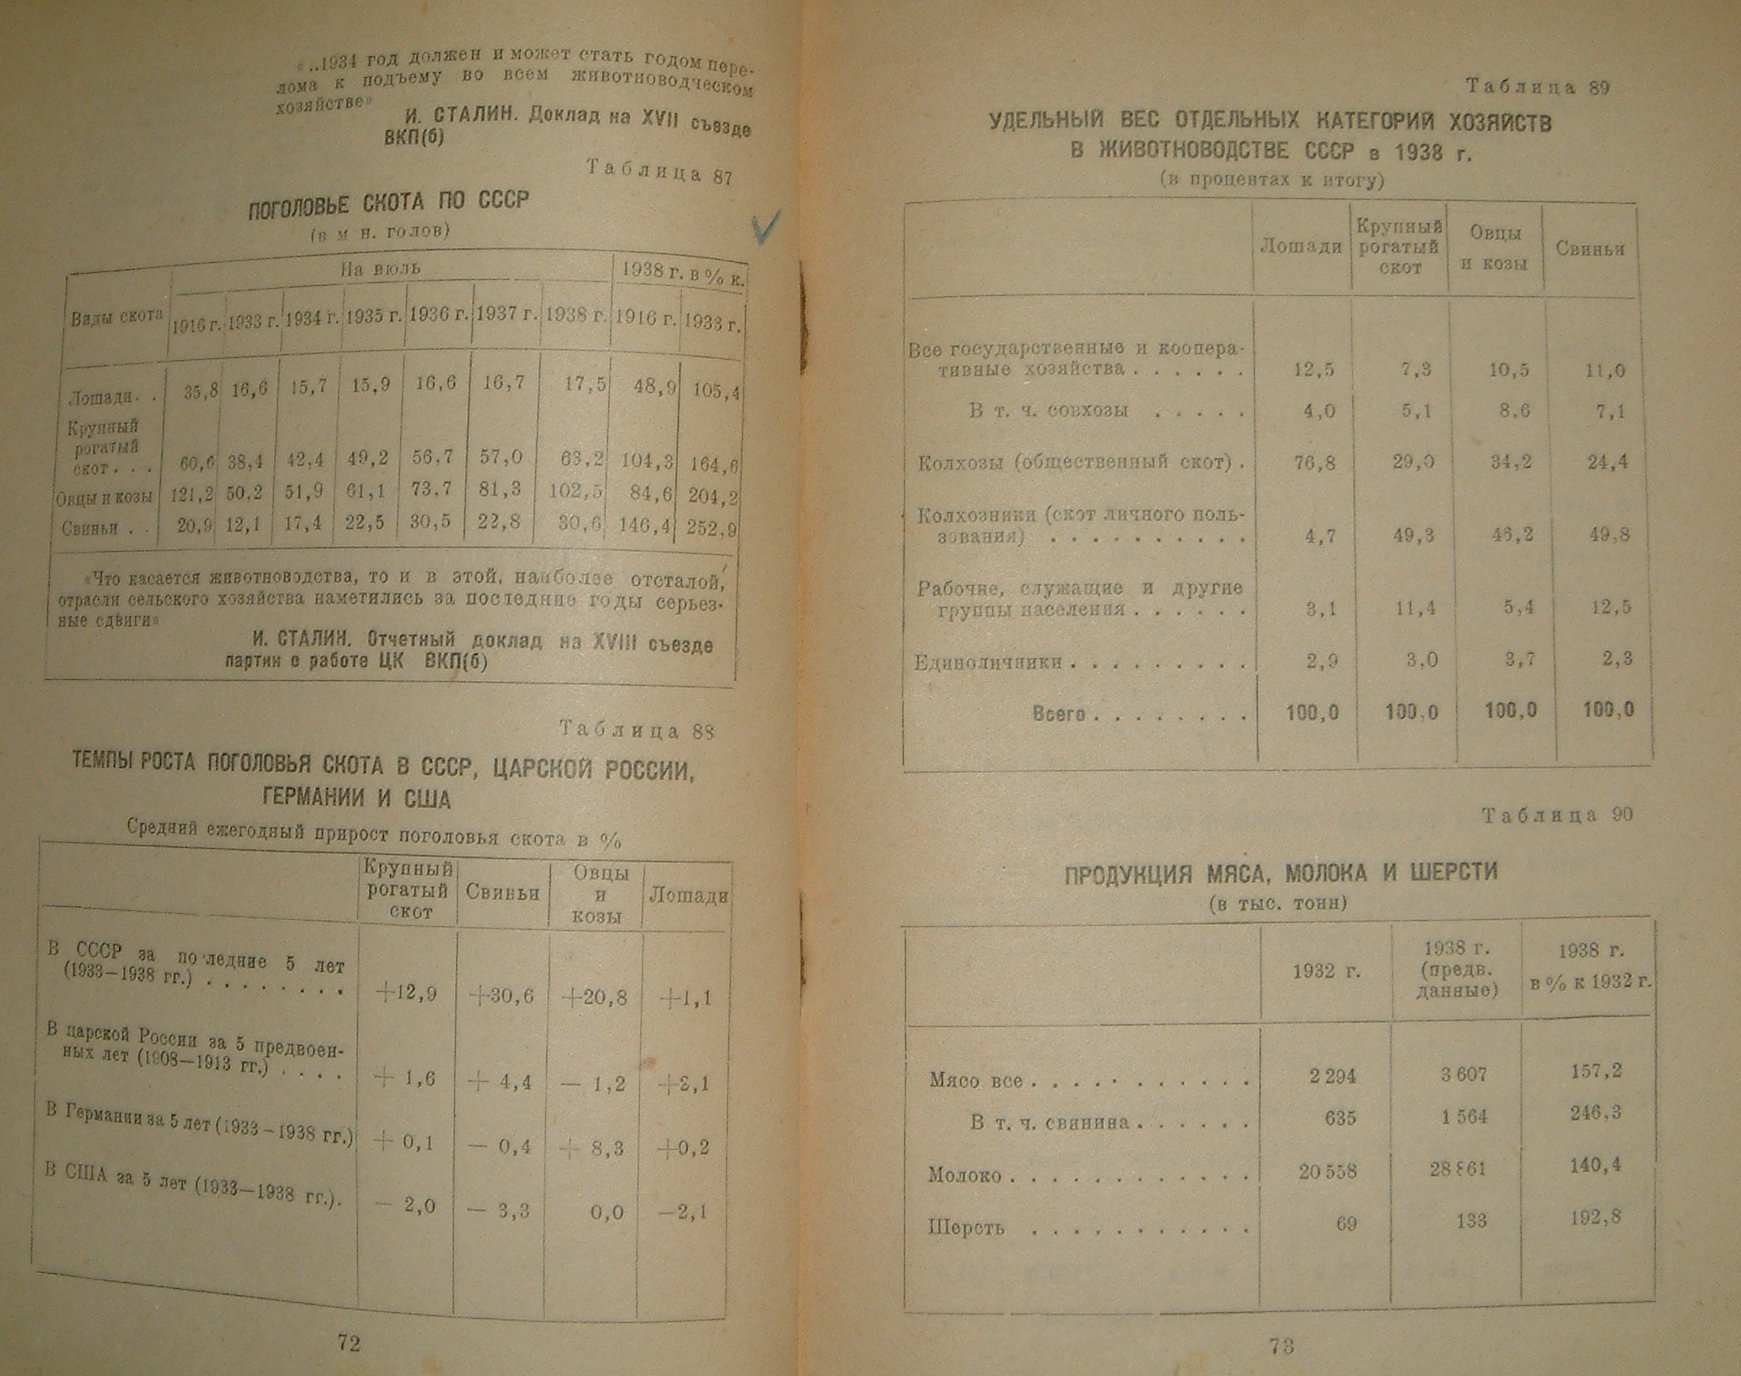 «...1934 год должен и может стать годом пере-
лома к подъему во всем животноводческом
хозяйстве»
И. СТАЛИН. Доклад на XVII съезде
ВКП(б)
Таблица 87
ПОГОЛОВЬЕ СКОТА ПО СССР
(в мн. голов)
Виды скота На июль 1938 г. в % к.
1916 г. 1933 г. 1934 г. 1935 г. 1936 г. 1937 г. 1938 г. 1916 г. 1933 г.
Лошади. . 35,8 16,6 15,7 15,9 16,6 16,7 17,5 48,9 105,4
Крупный
рогатый
скот. . . 60,6 38,4 42,4 49,2 56,7 57,0 63,2 104,3 164,6
Овцы и козы 121,2 50,2 51,9 61,1 73,7 81,3 102,5 84,6 204,2
Свиньи . . 20,9 12,1 17,4 22,5 30,5 22,8 30,6 146,4 252,9
«Что касается животноводства, то и в этой, наиболее отсталой,
отрасли сельского хозяйства наметились за последние годы серьез-
ные сдвиги»
И. СТАЛИН. Отчетный доклад на XVIII съезде
партии о работе ЦК ВКП(б)
Таблица 88
ТЕМПЫ РОСТА ПОГОЛОВЬЯ СКОТА В СССР, ЦАРСКОЙ РОССИИ,
ГЕРМАНИИ И США
Средний ежегодный прирост поголовья скота в %
Крупный рогатый скот Свиньи Овцы и козы Лошади
В СССР за последние 5 лет
(1933—1938 гг.) . . . . . . . . +12,9 +30,6 +20,8 +1,1
В царской России за 5 предвоен-
ных лет (1908—1913 гг.) . . . . + 1,6 + 4,4 — 1,2 +2,1
В Германии за 5 лет (1933—1938 гг.) + 0,1 — 0,4 + 8,3 +0,2
В США за 5 лет (1933—1938 гг.). — 2,0 — 3,3 0,0 —2,1
72
Таблица 89
УДЕЛЬНЫЙ ВЕС ОТДЕЛЬНЫХ КАТЕГОРИЙ ХОЗЯЙСТВ
В ЖИВОТНОВОДСТВЕ СССР в 1938 г.
(в процентах к итогу)
Лошади Крупный рогатый скот Овцы и козы Свиньи
Все государственные и коопера-
тивные хозяйства . . . . . . 12,5 7,3 10,5 11,0
В т. ч. совхозы . . . . . 4,0 5,1 8,6 7,1
Колхозы (общественный скот) . 76,8 29,0 34,2 24,4
Колхозники (скот личного поль-
зования) . . . . . . . . . . 4,7 49,3 46,2 49,8
Рабочие, служащие и другие
группы населения . . . . . . 3,1 11,4 5,4 12,5
Единоличники . . . . . . . . . 2,9 3,0 3,7 2,3
Всего . . . . . . . . 100,0 100,0 100,0 100,0
Таблица 90
ПРОДУКЦИЯ МЯСА, МОЛОКА И ШЕРСТИ
(в тыс. тонн)
1932 г. 1938 г. (предв. данные) 1938 г. в % к 1932 г.
Мясо все . . . . . . . . . . . 2 294 3 607 157,2
В т. ч. свинина . . . . . . 635 1 564 246,3
Молоко . . . . . . . . . . . . 20 558 28 861 140,4
Шерсть . . . . . . . . . . . 69 133 192,8
73